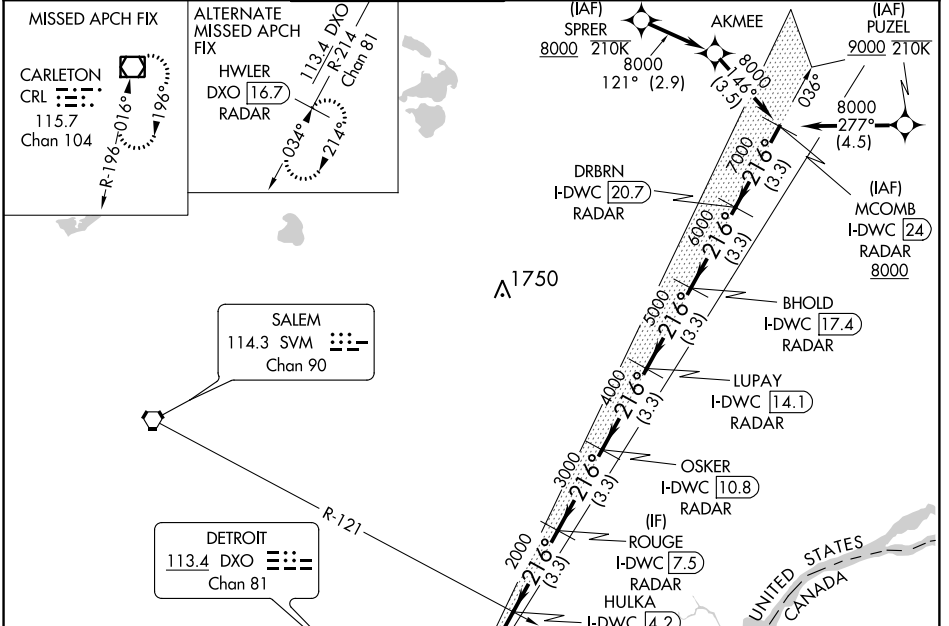 MISSED APCH FIX
CARLETON
CRL
115.7
Chan 104
R-196
016°
196°
ALTERNATE
MISSED APCH
FIX
HWLER
DXO 16.7
RADAR
113.4 DXO
R-214
Chan 81
034°
214°
(IAF)
SPRER
8000 210K
AKMEE
8000
121° (2.9)
8000
146°
(3.5)
036°
(IAF)
PUZEL
9000 210K
8000
277°
(4.5)
(IAF)
MCOMB
I-DWC 24
RADAR
8000
7000
216°
(3.3)
DRBRN
I-DWC 20.7
RADAR
6000
216°
(3.3)
BHOLD
I-DWC 17.4
RADAR
1750
5000
216°
(3.3)
LUPAY
I-DWC 14.1
RADAR
4000
216°
(3.3)
OSKER
I-DWC 10.8
RADAR
3000
216°
(3.3)
(IF)
ROUGE
I-DWC 7.5
RADAR
2000
216°
(3.3)
HULKA
I-DWC 4.2
SALEM
114.3 SVM
Chan 90
R-121
DETROIT
113.4 DXO
Chan 81
UNITED STATES
CANADA